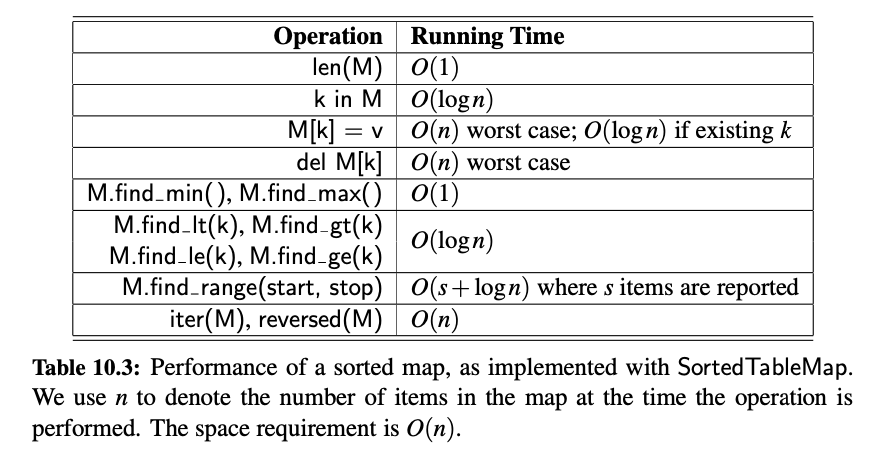 Operation Running Time
len(M) O(1)
k in M O(log n)
M[k] = v O(n) worst case; O(log n) if existing k
del M[k] O(n) worst case
M.find_min(), M.find_max() O(1)
M.find_lt(k), M.find_gt(k)
M.find_le(k), M.find_ge(k) O(log n)
M.find_range(start, stop) O(s + log n) where s items are reported
iter(M), reversed(M) O(n)
Table 10.3: Performance of a sorted map, as implemented with SortedTableMap.
We use n to denote the number of items in the map at the time the operation is
performed. The space requirement is O(n).